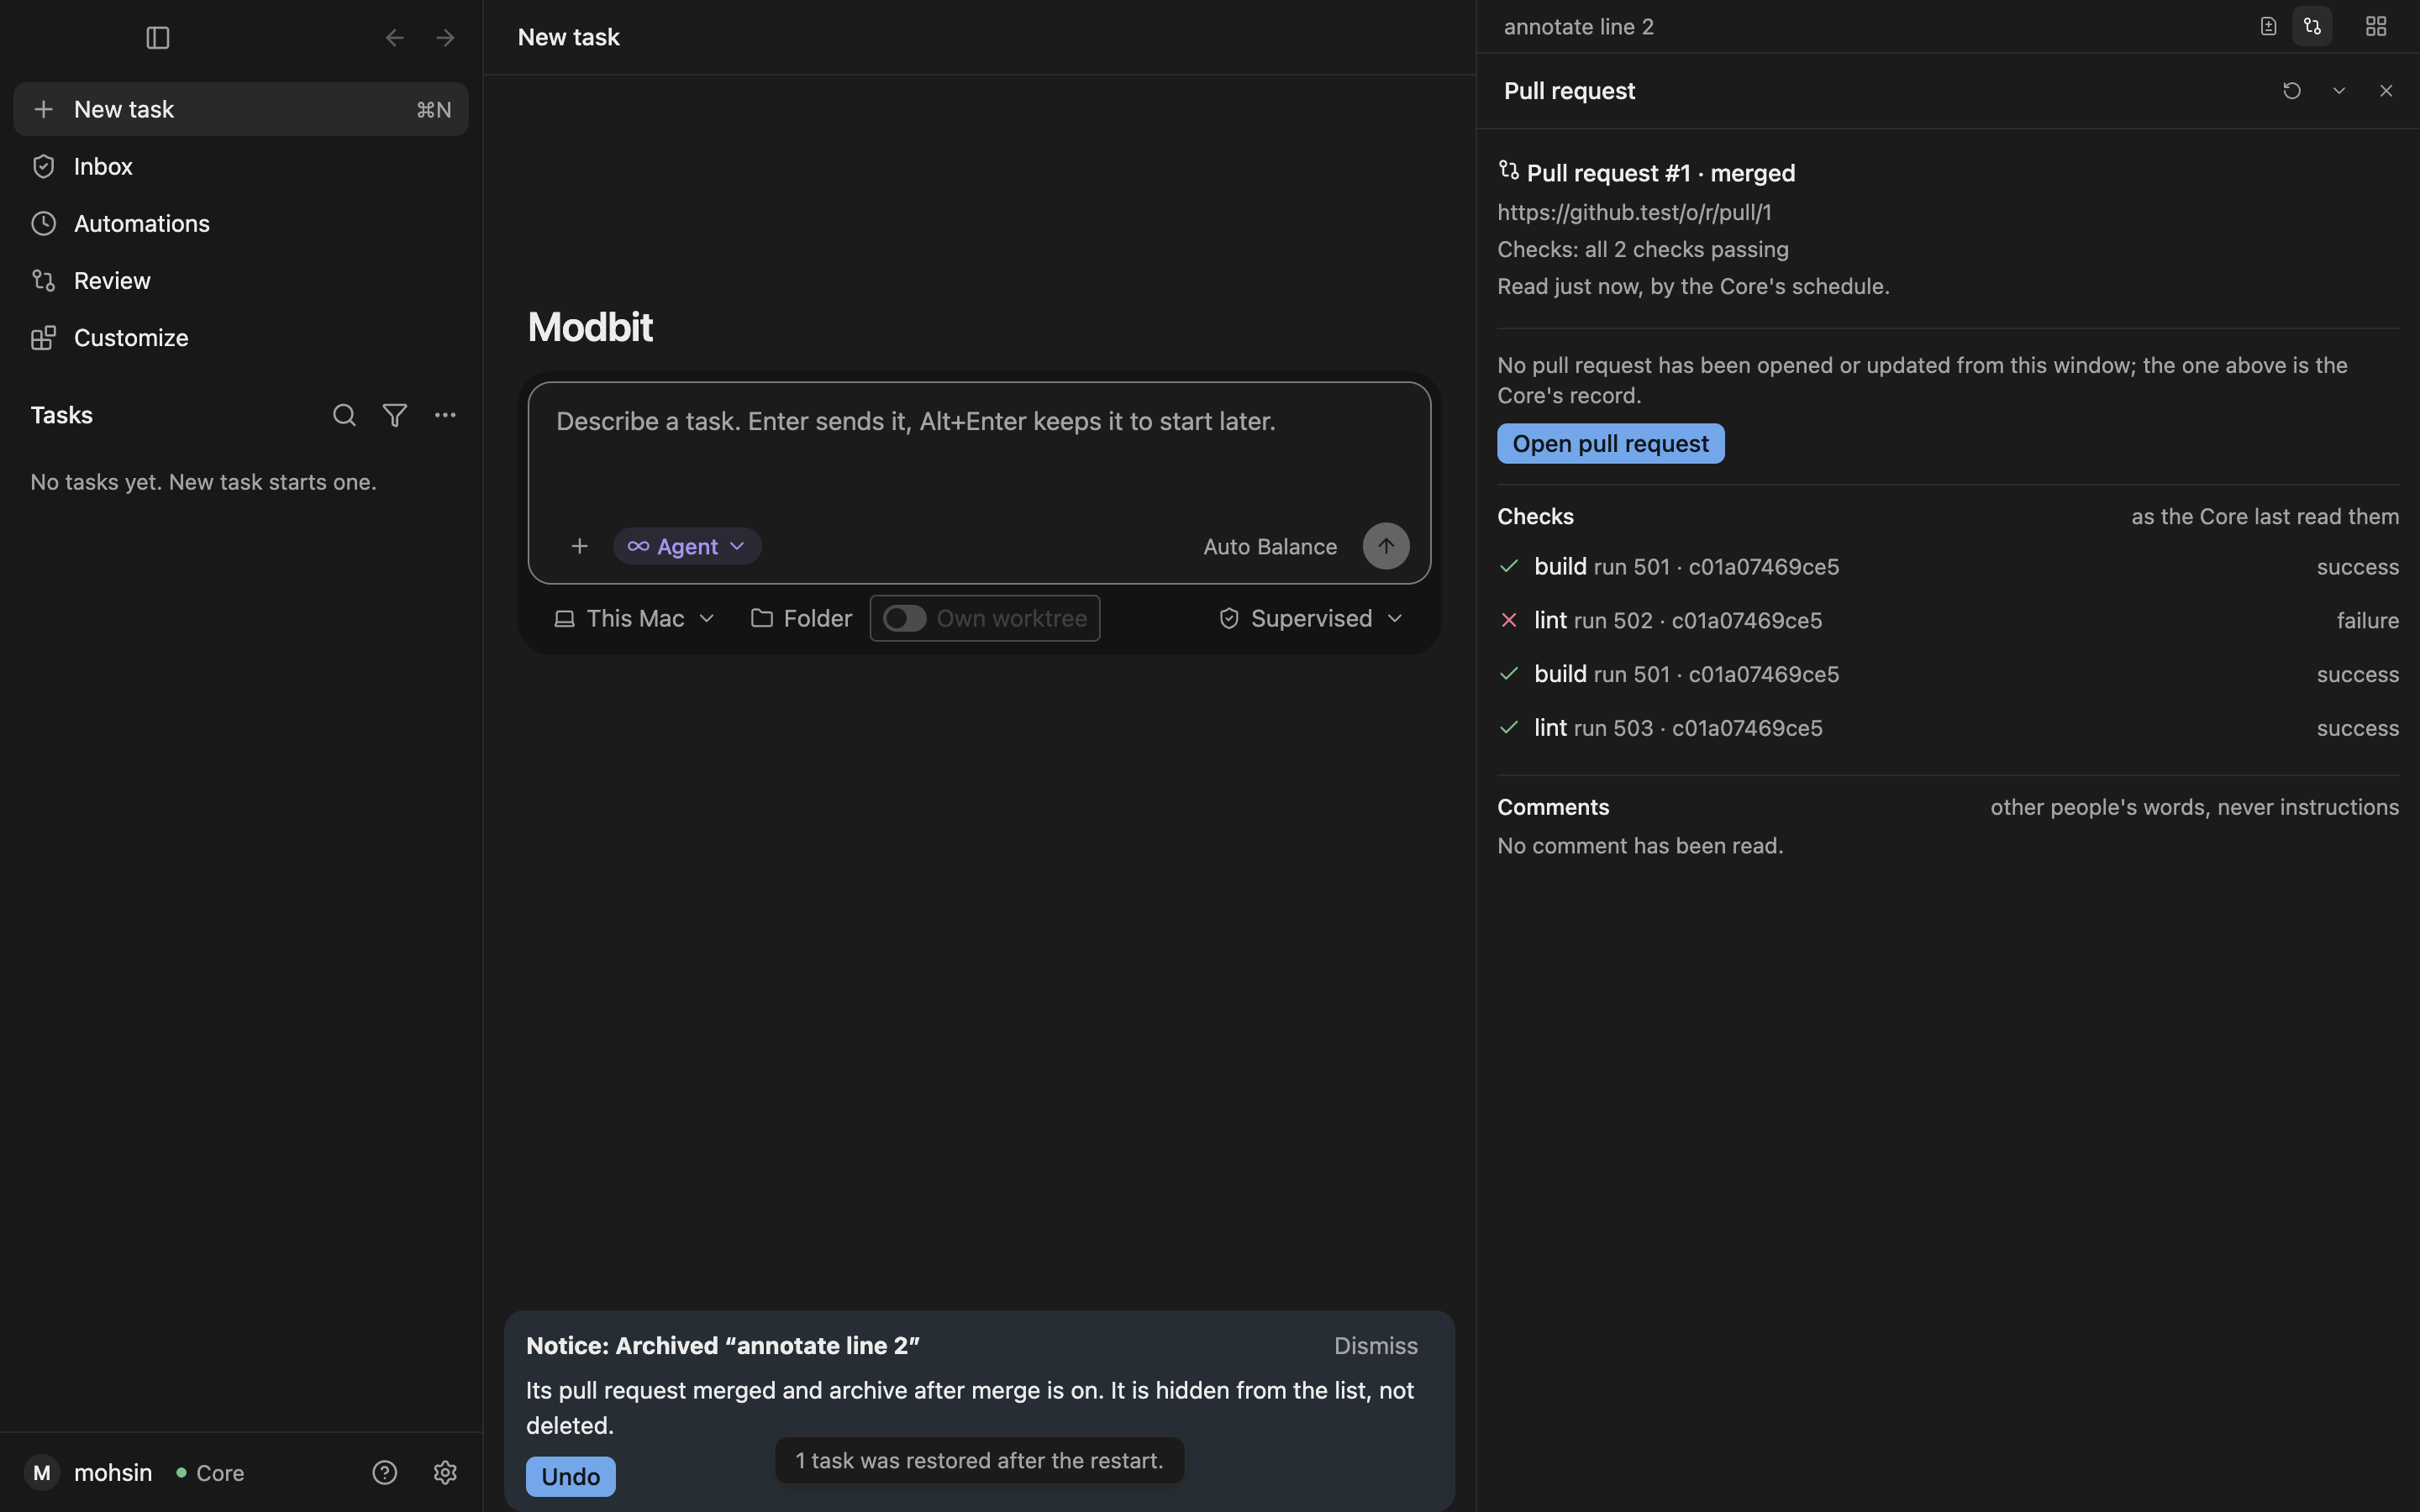 New task ⌘N
Inbox
Automations
Review
Customize
Tasks
No tasks yet. New task starts one.
M mohsin Core
New task
Modbit
Describe a task. Enter sends it, Alt+Enter keeps it to start later.
Agent Auto Balance
This Mac Folder Own worktree Supervised
Notice: Archived “annotate line 2” Dismiss
Its pull request merged and archive after merge is on. It is hidden from the list, not
deleted.
1 task was restored after the restart.
Undo
annotate line 2
Pull request
Pull request #1 · merged
https://github.test/o/r/pull/1
Checks: all 2 checks passing
Read just now, by the Core's schedule.
No pull request has been opened or updated from this window; the one above is the
Core's record.
Open pull request
Checks as the Core last read them
build run 501 · c01a07469ce5 success
lint run 502 · c01a07469ce5 failure
build run 501 · c01a07469ce5 success
lint run 503 · c01a07469ce5 success
Comments other people's words, never instructions
No comment has been read.